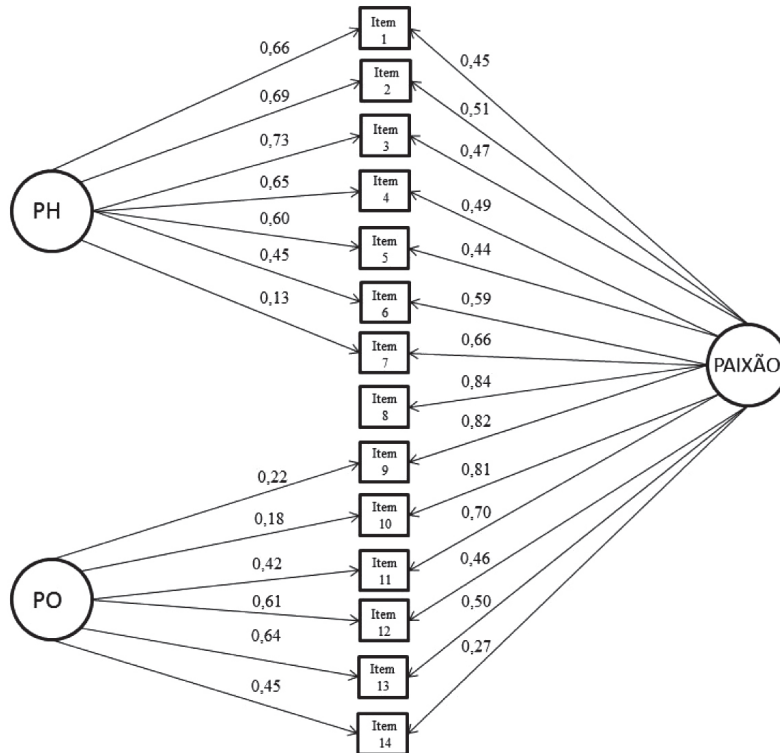 Item
1
0,66
0,45
Item
2
0,69
0,51
Item
3
0,73
0,47
Item
4
0,65
0,49
PH
Item
5
0,60
0,44
Item
6
0,45
0,59
Item
7
0,13
0,66
PAIXÃO
Item
8
0,84
Item
9
0,82
0,22
Item
10
0,81
0,18
Item
11
0,70
0,42
Item
12
0,46
0,61
PO
Item
13
0,50
0,64
Item
14
0,27
0,45